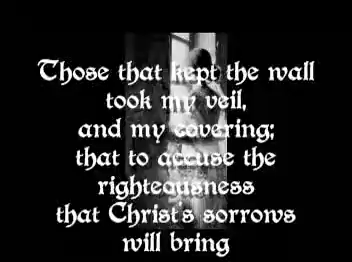 Those that kept the wall
took my veil,
and my covering;
that to accuse the
righteousness
that Christ's sorrows
will bring